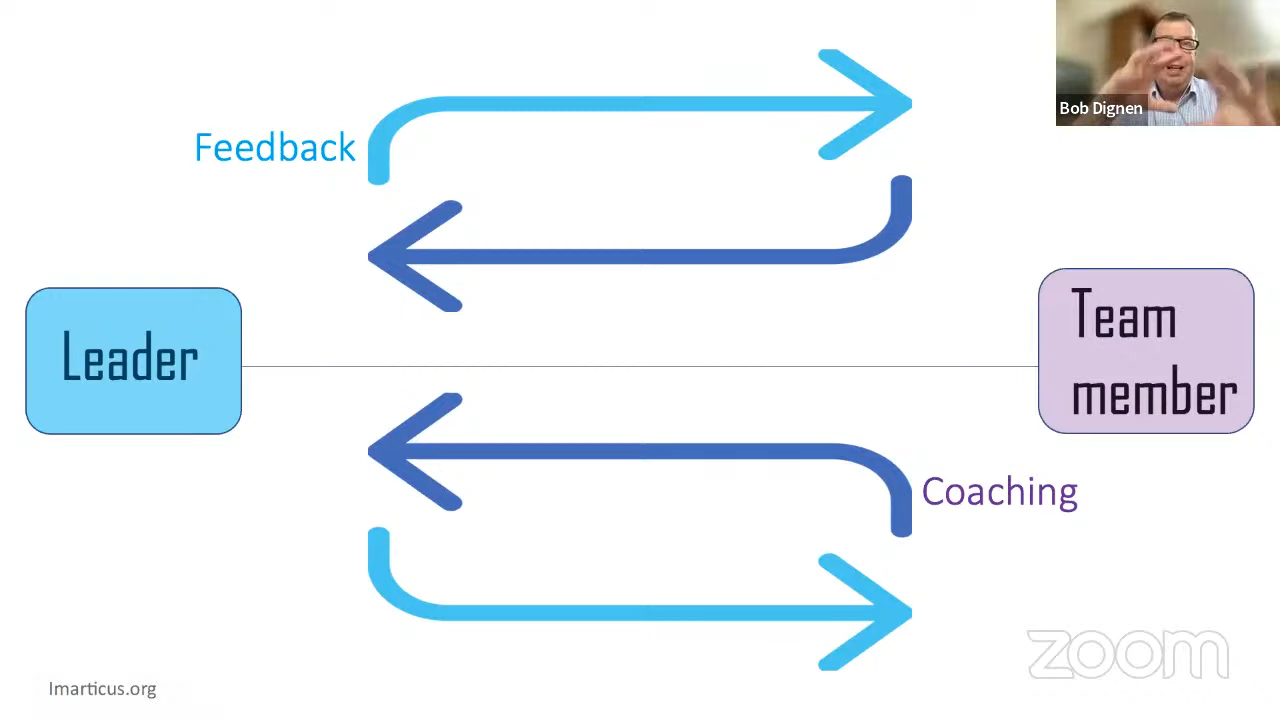 Bob Dignen
Feedback
Leader
Team
member
Coaching
zoom
Imarticus.org